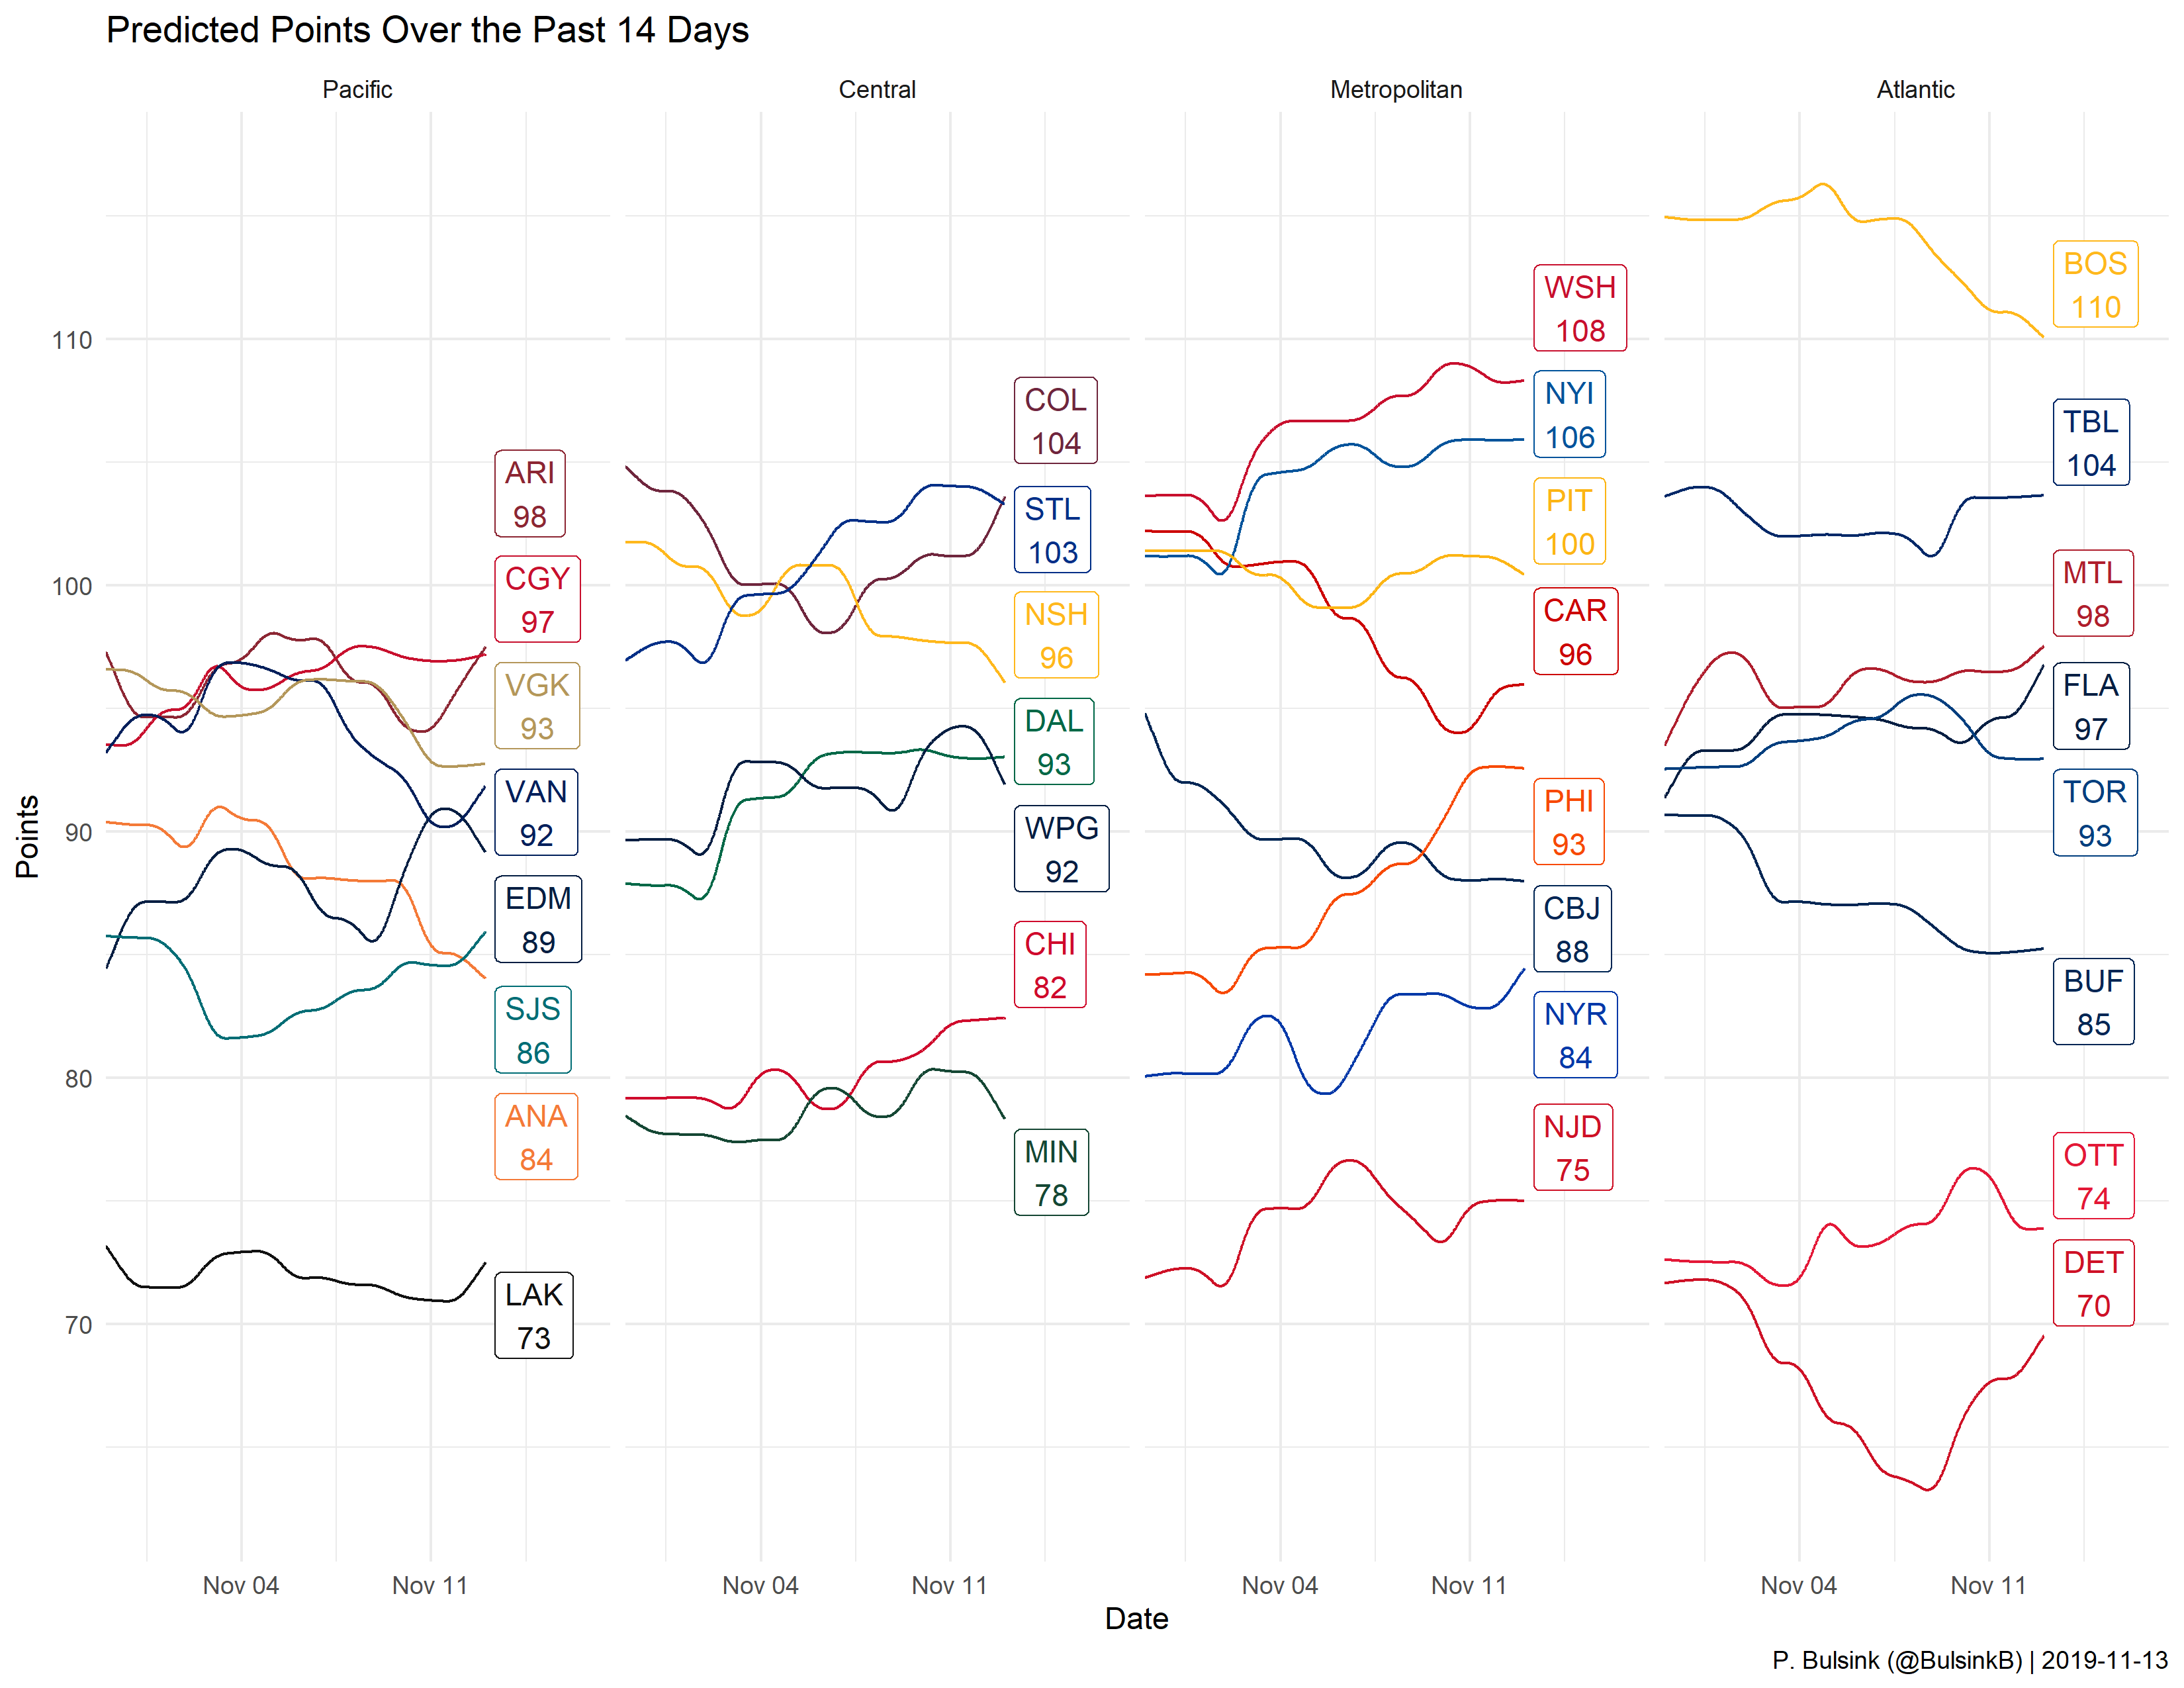 Predicted Points Over the Past 14 Days
Pacific
Central
Metropolitan
Atlantic
Points
110
100
90
80
70
ARI
98
CGY
97
VGK
93
VAN
92
EDM
89
SJS
86
ANA
84
LAK
73
COL
104
STL
103
NSH
96
DAL
93
WPG
92
CHI
82
MIN
78
WSH
108
NYI
106
PIT
100
CAR
96
PHI
93
CBJ
88
NYR
84
NJD
75
BOS
110
TBL
104
MTL
98
FLA
97
TOR
93
BUF
85
OTT
74
DET
70
Nov 04
Nov 11
Nov 04
Nov 11
Nov 04
Nov 11
Nov 04
Nov 11
Date
P. Bulsink (@BulsinkB) | 2019-11-13